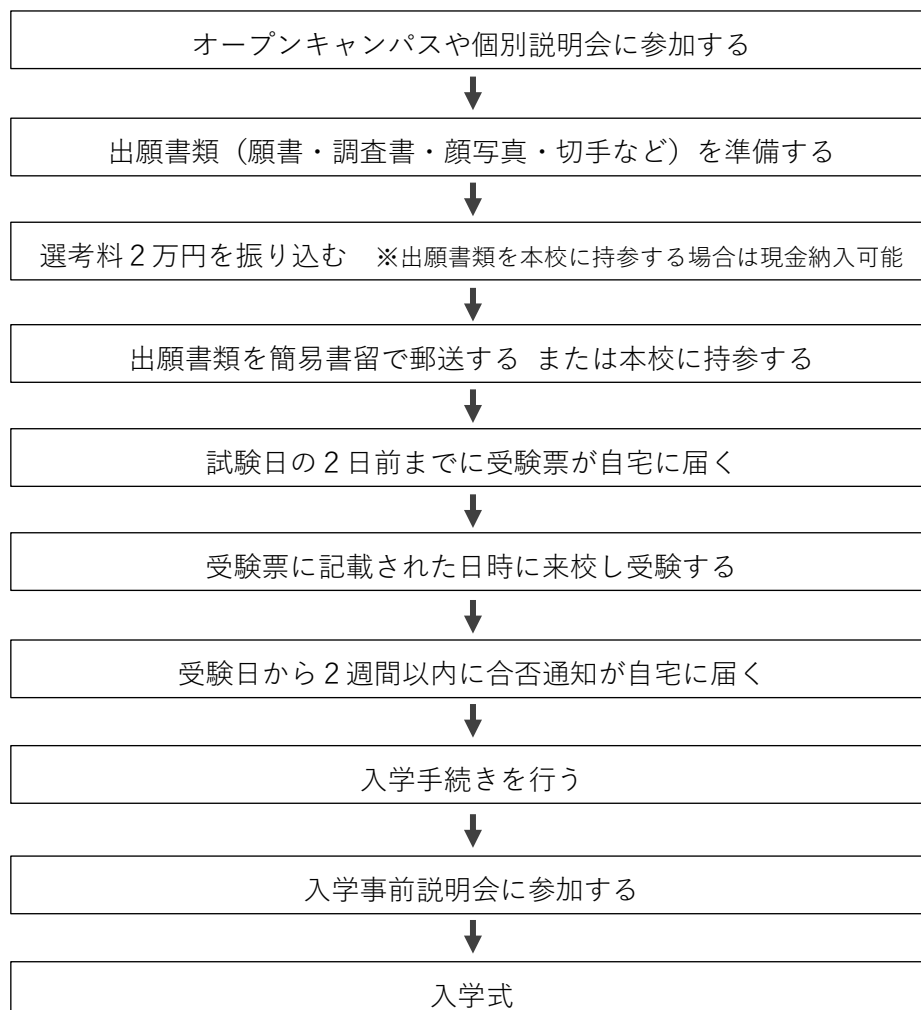 オープンキャンパスや個別説明会に参加する
出願書類（願書・調査書・顔写真・切手など）を準備する
選考料２万円を振り込む　※出願書類を本校に持参する場合は現金納入可能
出願書類を簡易書留で郵送する または本校に持参する
試験日の２日前までに受験票が自宅に届く
受験票に記載された日時に来校し受験する
受験日から２週間以内に合否通知が自宅に届く
入学手続きを行う
入学事前説明会に参加する
入学式